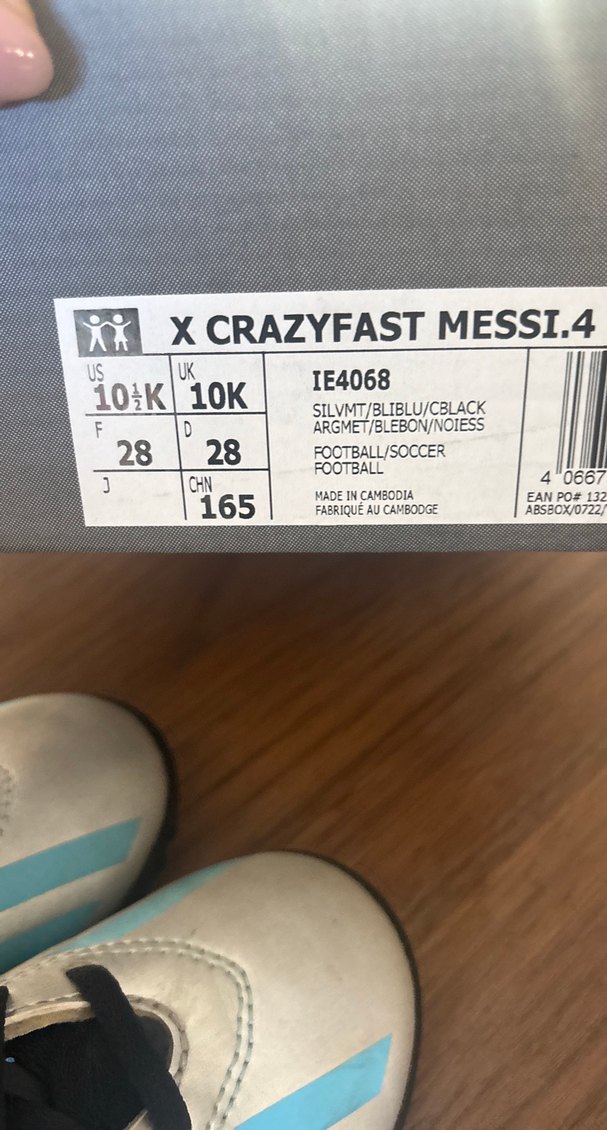 X CRAZYFAST MESSI.4
US
10½K
UK
10K
F
28
D
28
J
CHN
165
IE4068
SILVMT/BLIBLU/CBLACK
ARGMET/BLEBON/NOIESS
FOOTBALL/SOCCER
FOOTBALL
MADE IN CAMBODIA
FABRIQUÉ AU CAMBODGE
4 0667
EAN PO# 132
ABSBOX/0722/